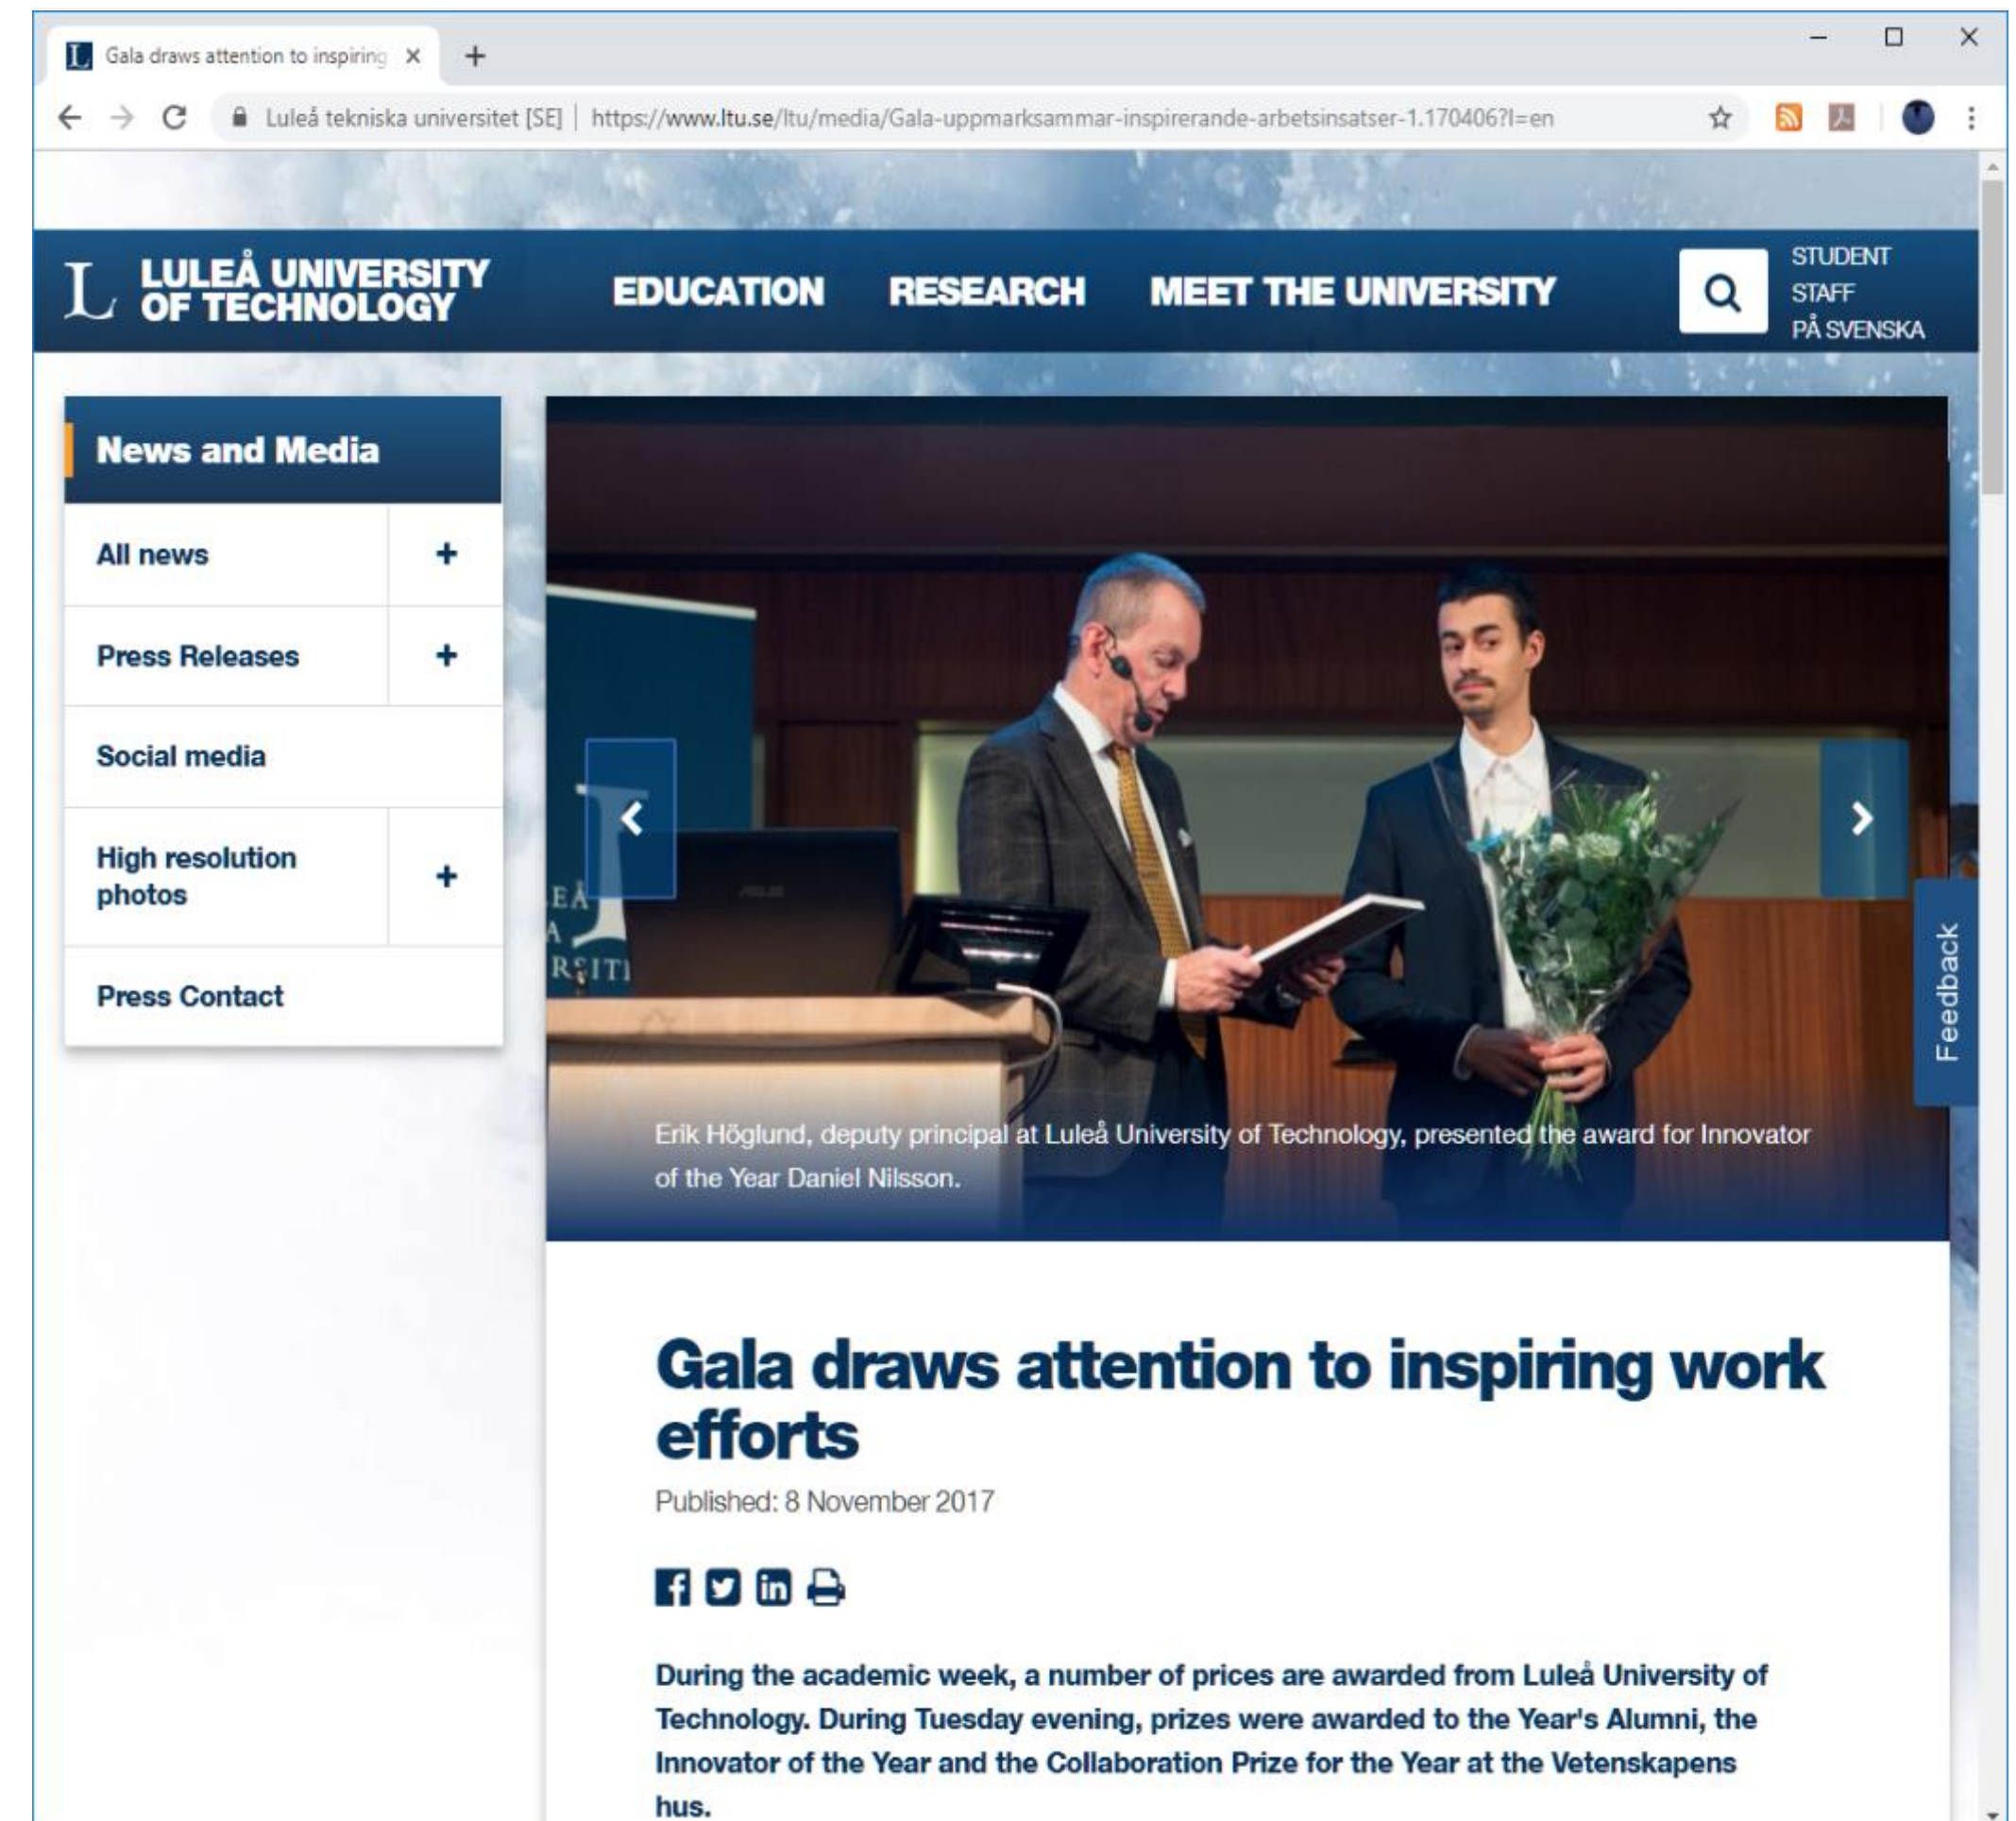 Gala draws attention to inspiring
Luleå tekniska universitet [SE] | https://www.ltu.se/ltu/media/Gala-uppmarksammar-inspirerande-arbetsinsatser-1.170406?l=en
L LULEÅ UNIVERSITY
OF TECHNOLOGY
EDUCATION RESEARCH MEET THE UNIVERSITY
STUDENT
STAFF
PÅ SVENSKA
News and Media
All news +
Press Releases +
Social media
High resolution
photos +
Press Contact
EÅ
A
RSITI
Erik Höglund, deputy principal at Luleå University of Technology, presented the award for Innovator
of the Year Daniel Nilsson.
Feedback
Gala draws attention to inspiring work
efforts
Published: 8 November 2017
During the academic week, a number of prices are awarded from Luleå University of
Technology. During Tuesday evening, prizes were awarded to the Year's Alumni, the
Innovator of the Year and the Collaboration Prize for the Year at the Vetenskapens
hus.